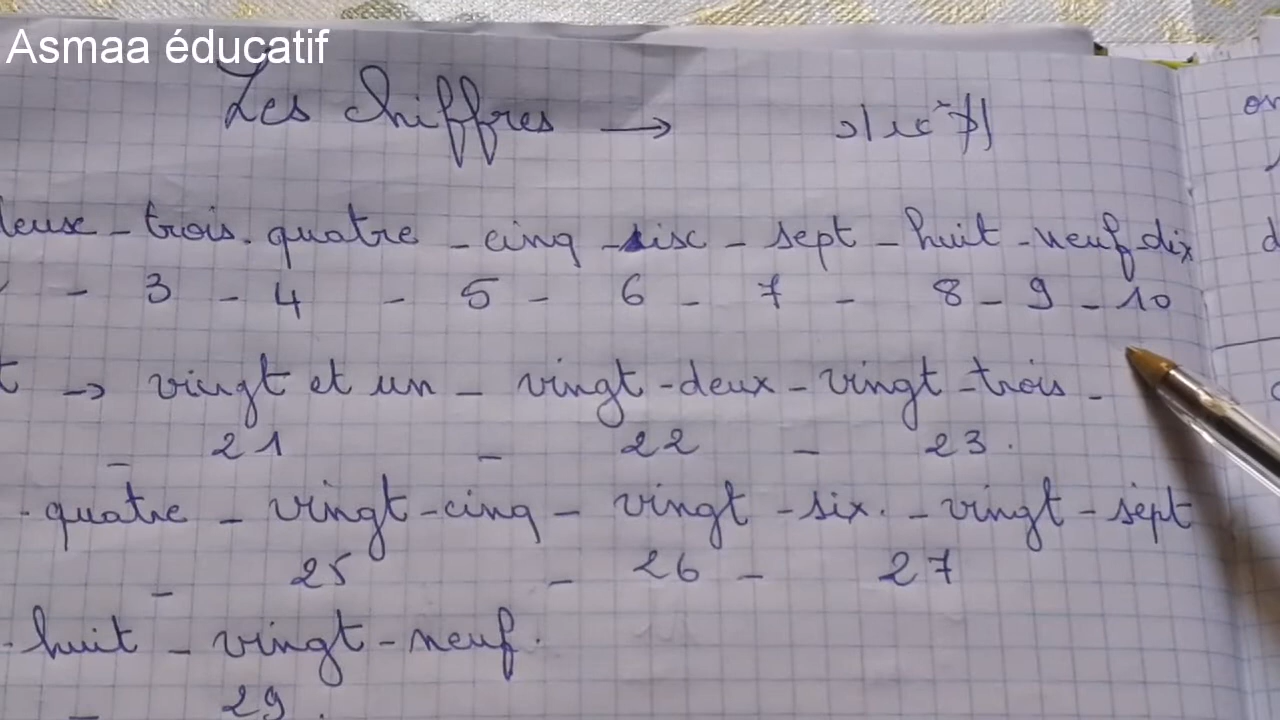 Asmaa éducatif
Les chiffres →
deux - trois. quatre - cinq - six - sept - huit - neuf - dix
- 3 - 4 - 5 - 6 - 7 - 8 - 9 - 10
→ vingt et un - vingt - deux - vingt - trois -
- 21 - 22 - 23.
- quatre - vingt - cinq - vingt - six. - vingt - sept
- 25 - 26 - 27
- huit - vingt - neuf.
- 29.